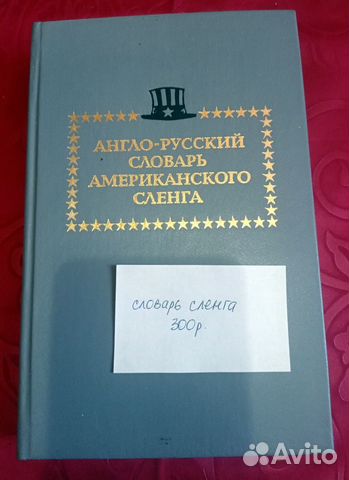 АНГЛО-РУССКИЙ
СЛОВАРЬ
АМЕРИКАНСКОГО
СЛЕНГА
словарь сленга
300р.
Avito